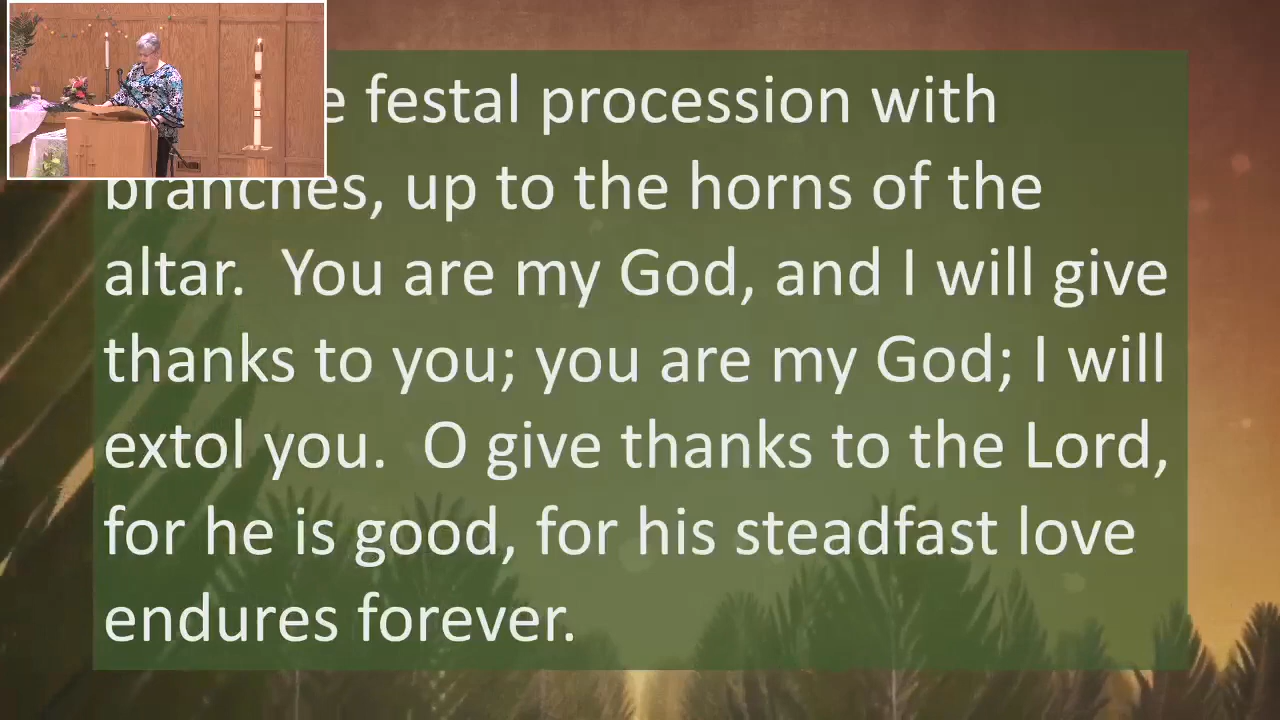 festal procession with
branches, up to the horns of the
altar. You are my God, and I will give
thanks to you; you are my God; I will
extol you. O give thanks to the Lord,
for he is good, for his steadfast love
endures forever.